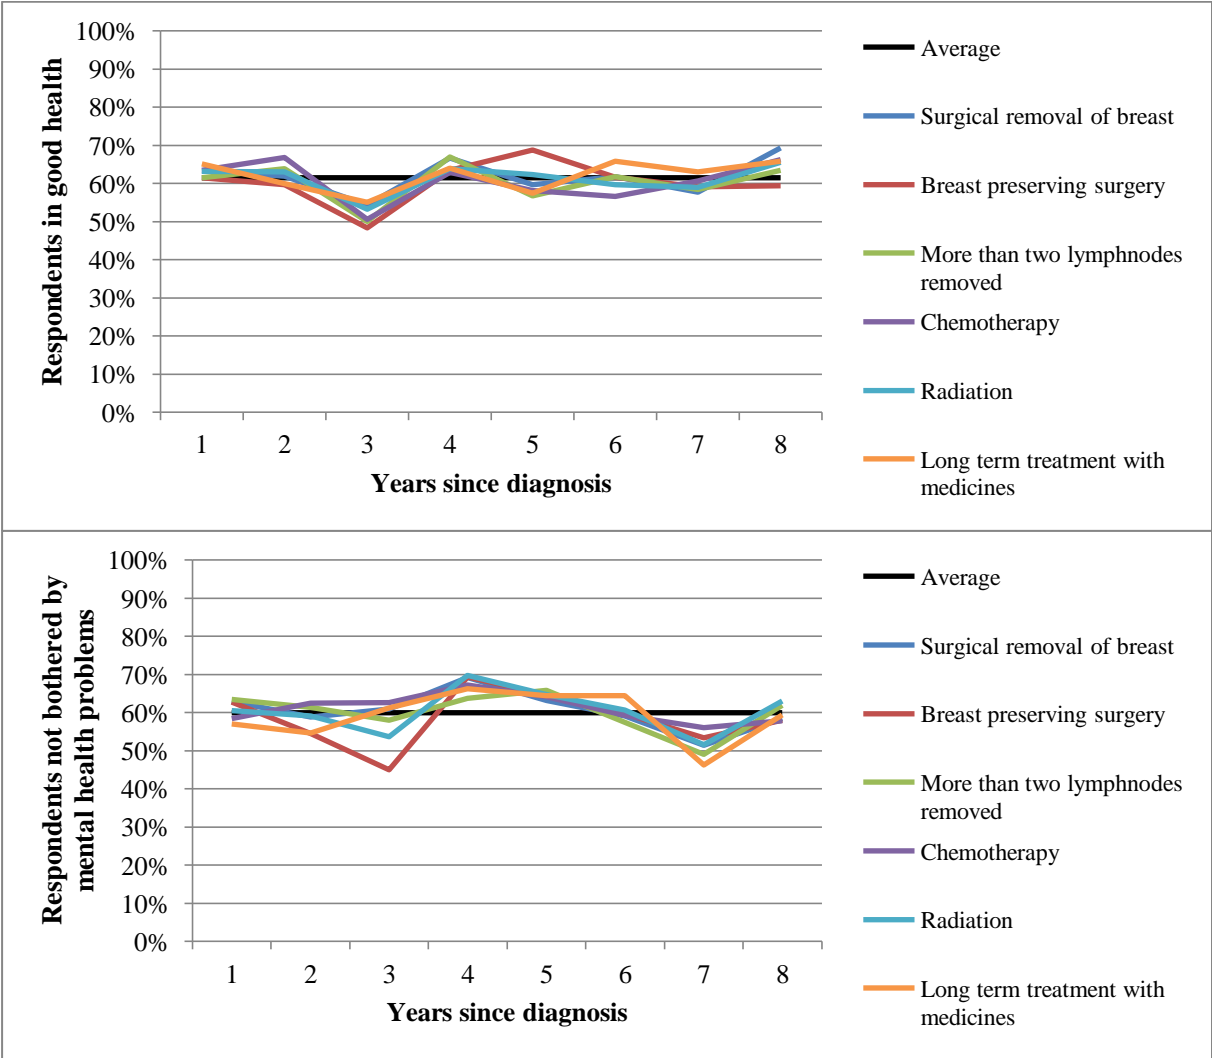 Respondents in good health
100%
90%
80%
70%
60%
50%
40%
30%
20%
10%
0%
1 2 3 4 5 6 7 8
Years since diagnosis
Average
Surgical removal of breast
Breast preserving surgery
More than two lymphnodes
removed
Chemotherapy
Radiation
Long term treatment with
medicines
Respondents not bothered by
mental health problems
100%
90%
80%
70%
60%
50%
40%
30%
20%
10%
0%
1 2 3 4 5 6 7 8
Years since diagnosis
Average
Surgical removal of breast
Breast preserving surgery
More than two lymphnodes
removed
Chemotherapy
Radiation
Long term treatment with
medicines